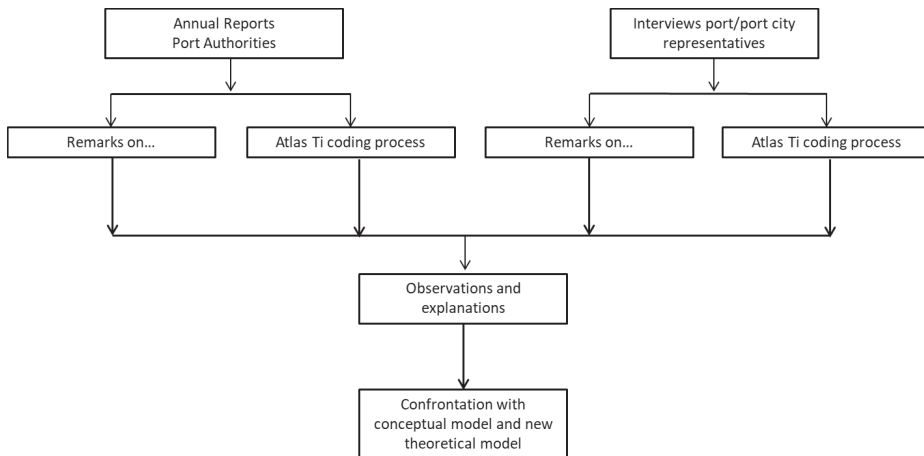 Annual Reports
Port Authorities
Interviews port/port city
representatives
Remarks on...
Atlas Ti coding process
Remarks on...
Atlas Ti coding process
Observations and
explanations
Confrontation with
conceptual model and new
theoretical model